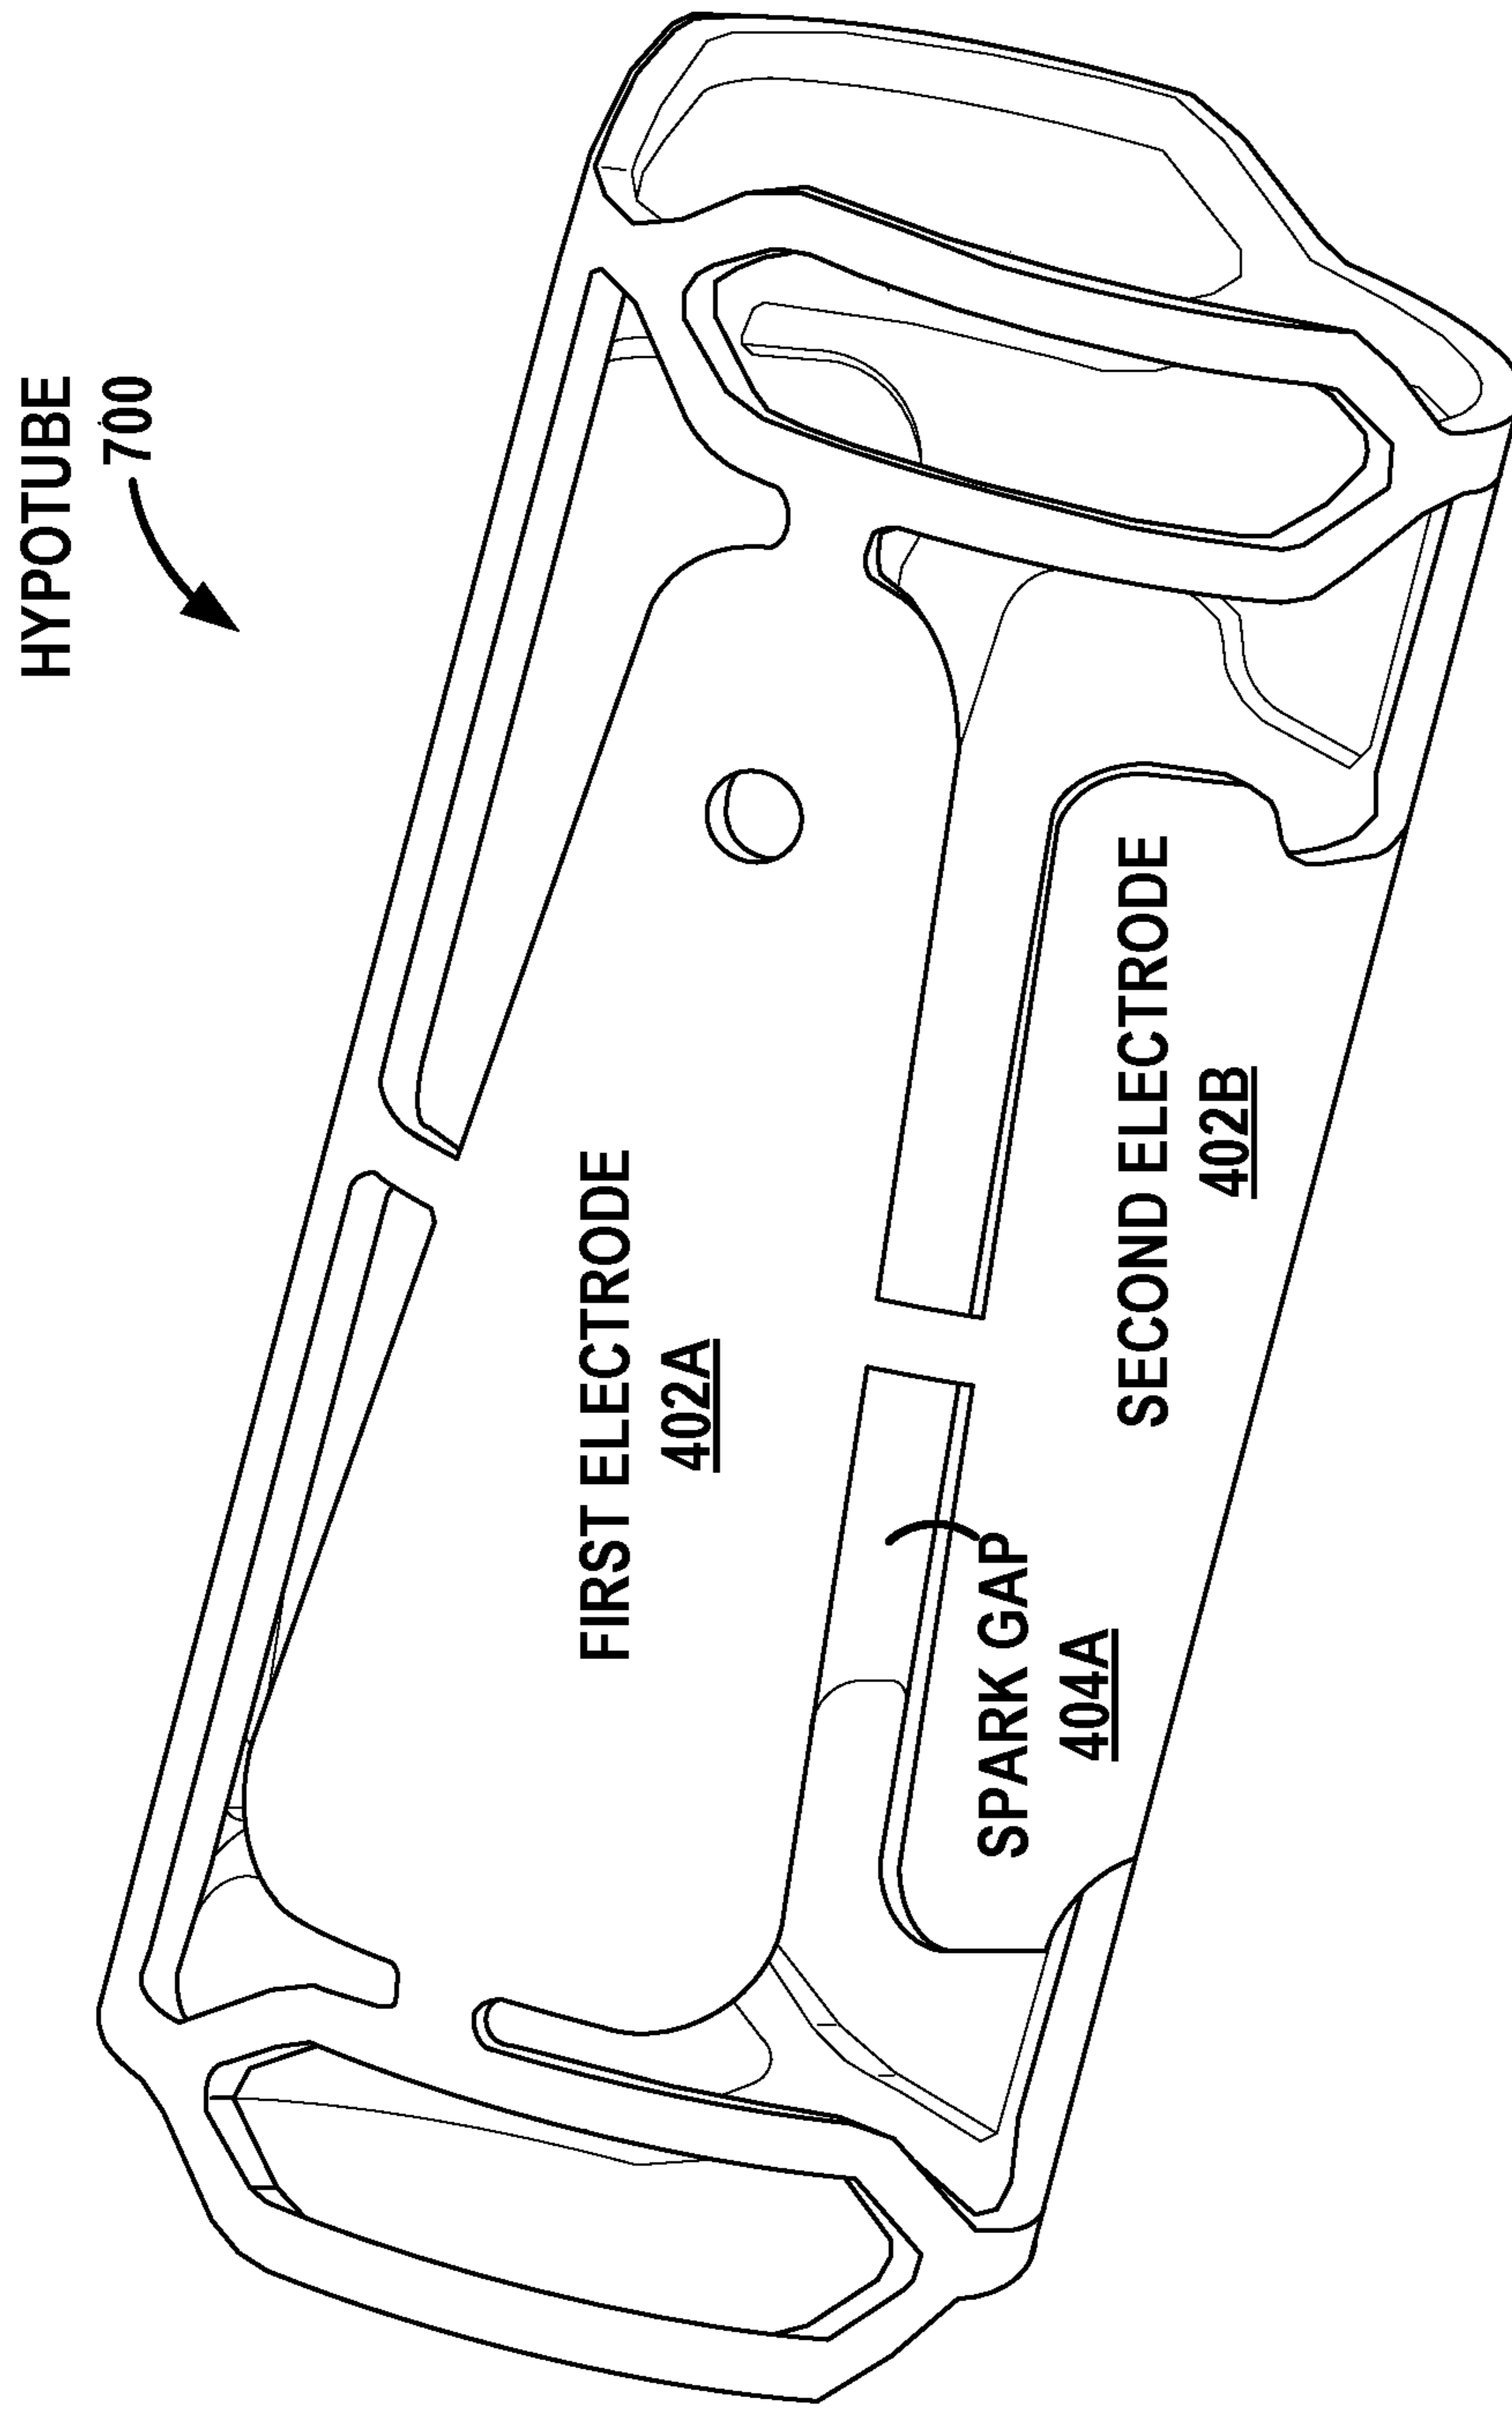 HYPOTUBE
700
FIRST ELECTRODE
402A
SPARK GAP
404A
SECOND ELECTRODE
402B